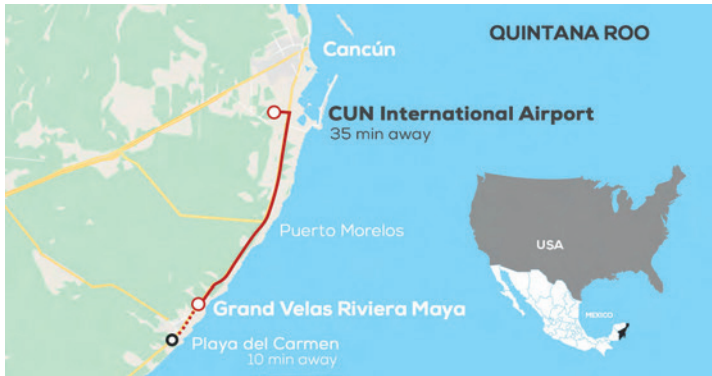 Cancún
QUINTANA ROO
CUN International Airport
35 min away
Puerto Morelos
USA
Grand Velas Riviera Maya
MEXICO
Playa del Carmen
10 min away